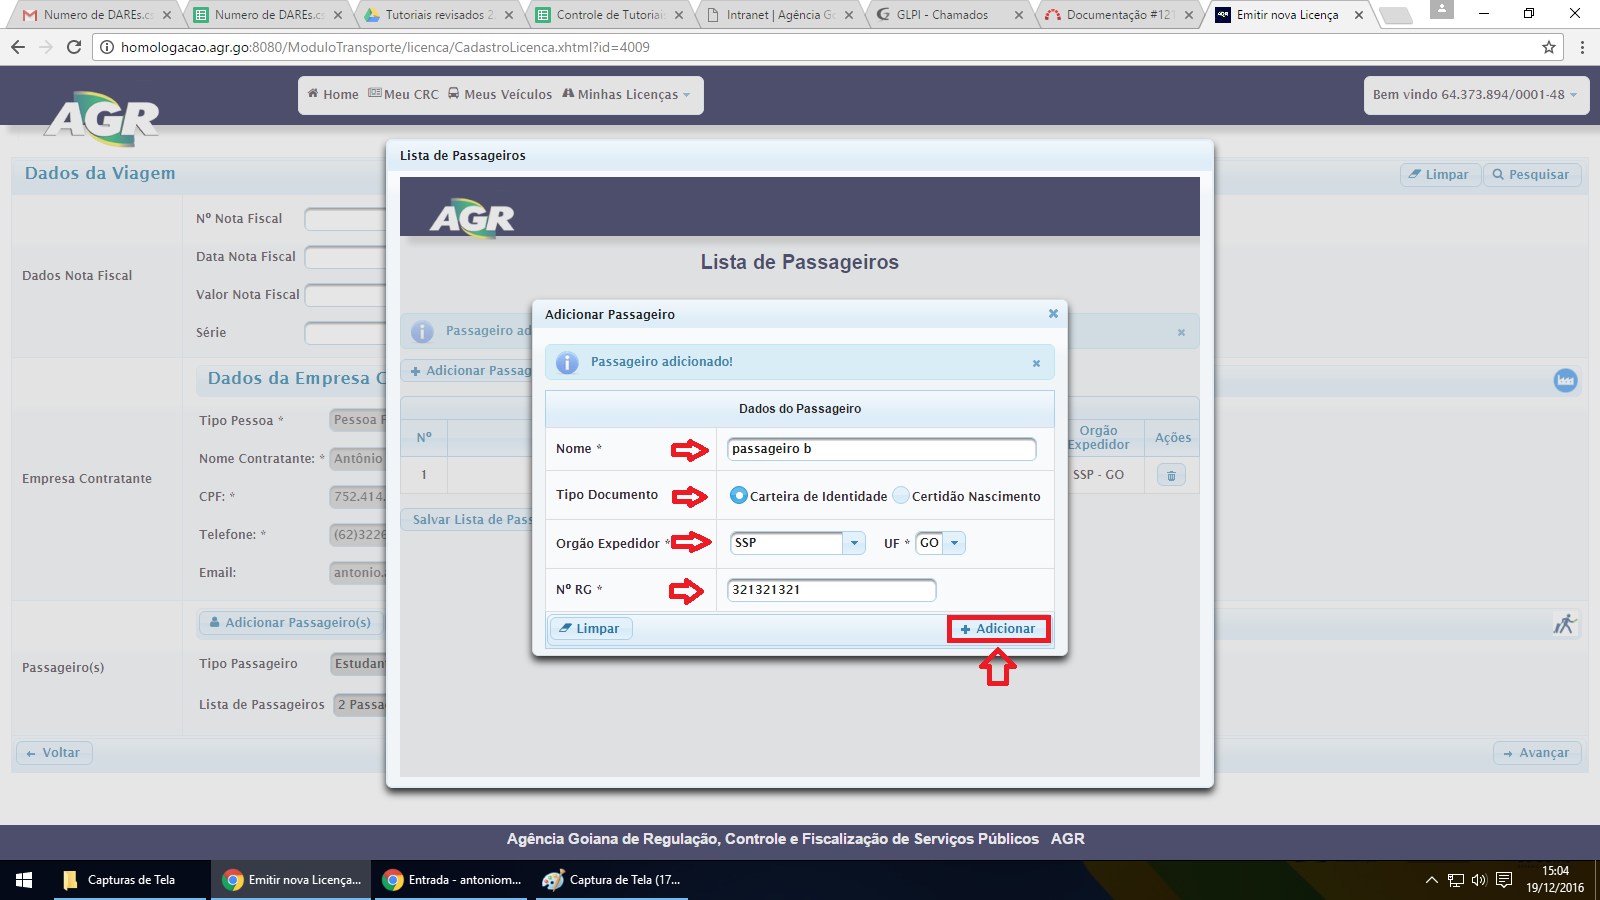 Numero de DAREs.cs
Numero de DAREs.cs
Tutoriais revisados 2
Controle de Tutoriai
Intranet | Agência Go
GLPI - Chamados
Documentação #121
Emitir nova Licença
homologacao.agr.go:8080/ModuloTransporte/licenca/CadastroLicenca.xhtml?id=4009
AGR
Home
Meu CRC
Meus Veículos
Minhas Licenças
Bem vindo 64.373.894/0001-48
Dados da Viagem
Limpar
Pesquisar
Dados Nota Fiscal
Nº Nota Fiscal
Data Nota Fiscal
Valor Nota Fiscal
Série
Empresa Contratante
Dados da Empresa C
Tipo Pessoa *
Pessoa F
Nome Contratante: *
Antônio
CPF: *
752.414.
Telefone: *
(62)3226
Email:
antonio.
Passageiro(s)
Adicionar Passageiro(s)
Tipo Passageiro
Estudan
Lista de Passageiros
2 Passa
Voltar
Avançar
Lista de Passageiros
AGR
Lista de Passageiros
Passageiro ad
Adicionar Passag
Nº
Orgão
Expedidor
Ações
1
SSP - GO
Salvar Lista de Pass
Adicionar Passageiro
Passageiro adicionado!
Dados do Passageiro
Nome *
passageiro b
Tipo Documento
Carteira de Identidade
Certidão Nascimento
Orgão Expedidor *
SSP
UF *
GO
Nº RG *
321321321
Limpar
Adicionar
Agência Goiana de Regulação, Controle e Fiscalização de Serviços Públicos AGR
Capturas de Tela
Emitir nova Licença...
Entrada - antoniom...
Captura de Tela (17...
15:04
19/12/2016